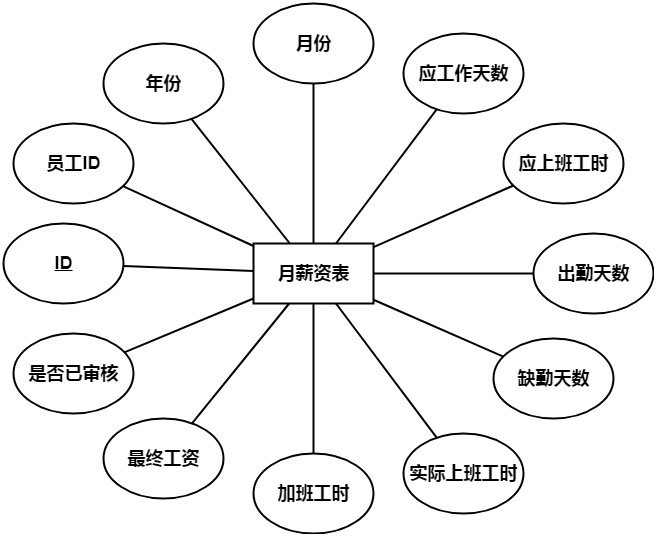 月份
年份
应工作天数
员工ID
应上班工时
ID
月薪资表
出勤天数
是否已审核
缺勤天数
最终工资
实际上班工时
加班工时